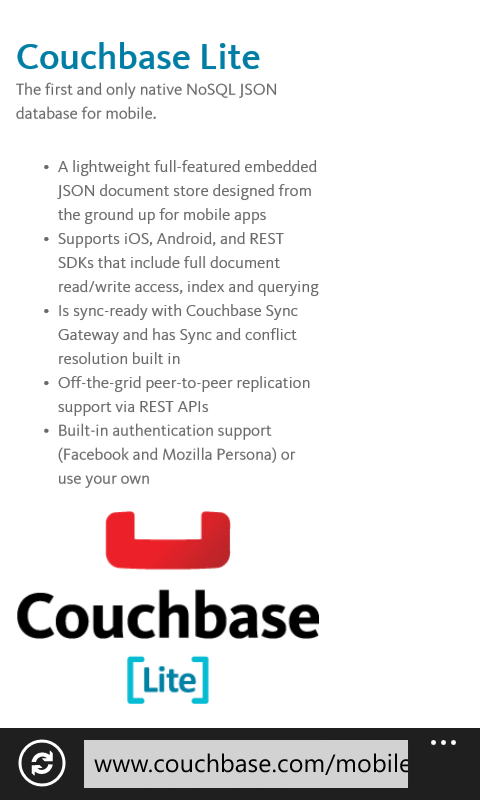 Couchbase Lite
The first and only native NoSQL JSON
database for mobile.
• A lightweight full-featured embedded
JSON document store designed from
the ground up for mobile apps
• Supports iOS, Android, and REST
SDKs that include full document
read/write access, index and querying
• Is sync-ready with Couchbase Sync
Gateway and has Sync and conflict
resolution built in
• Off-the-grid peer-to-peer replication
support via REST APIs
• Built-in authentication support
(Facebook and Mozilla Persona) or
use your own
Couchbase
[Lite]
www.couchbase.com/mobile